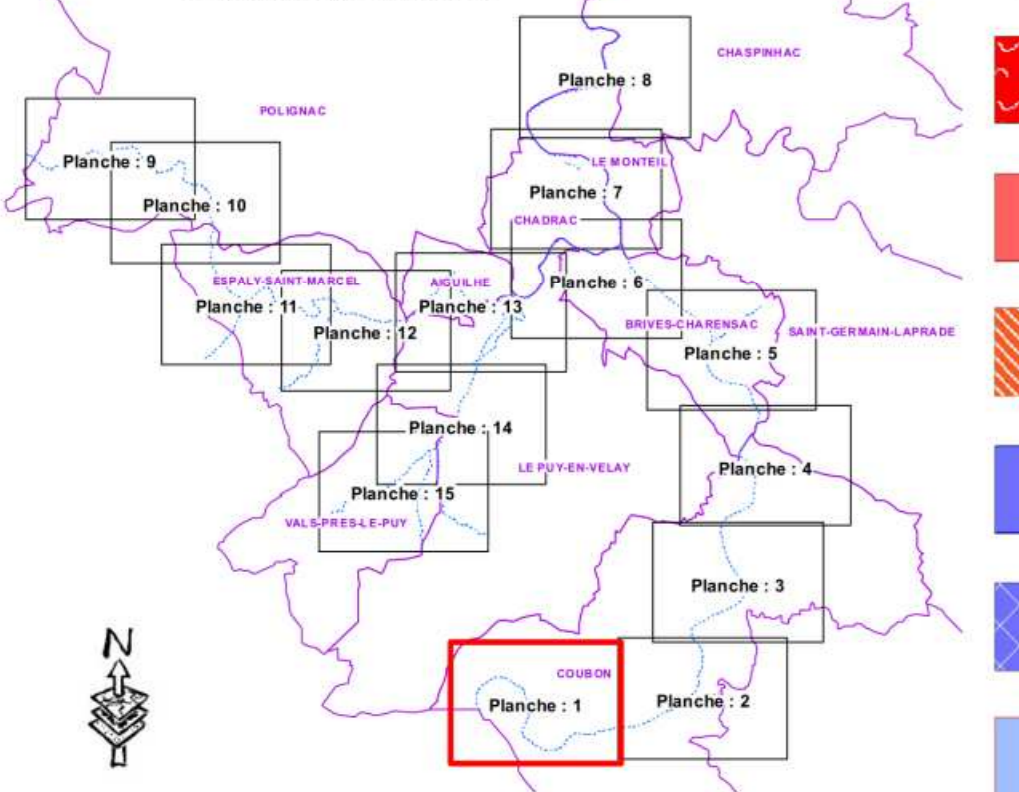 CHASPINHAC
Planche : 8
POLIGNAC
Planche : 9
LE MONTEIL
Planche : 7
Planche : 10
CHADRAC
ESPALY-SAINT-MARCEL
AIGUILHE
Planche : 6
Planche : 11
Planche : 13
Planche : 12
BRIVES-CHARENSAC
SAINT-GERMAIN-LAPRADE
Planche : 5
Planche : 14
LE PUY-EN-VELAY
Planche : 4
Planche : 15
VALS-PRES-LE-PUY
Planche : 3
N
COUBON
Planche : 1
Planche : 2